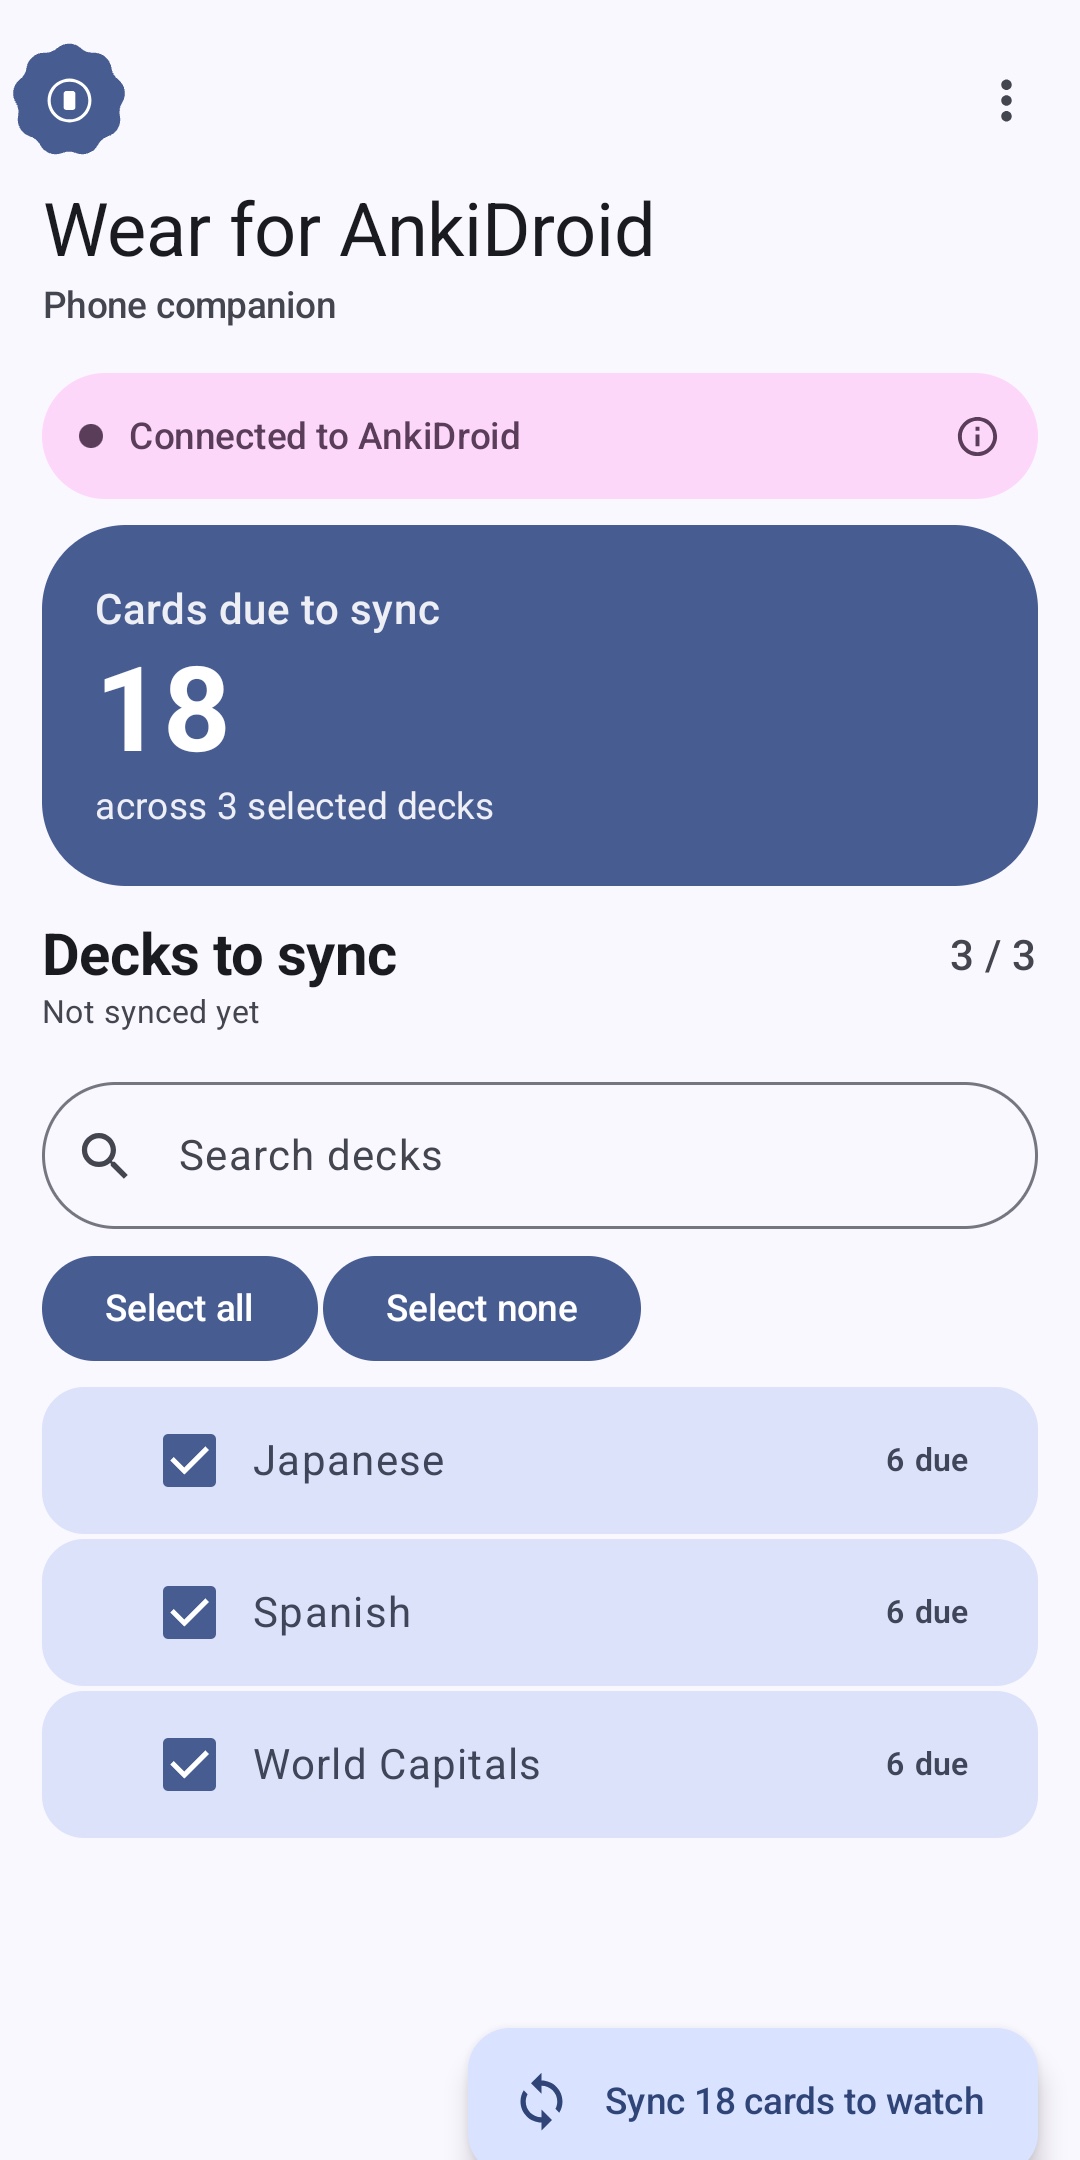 Wear for AnkiDroid
Phone companion
Connected to AnkiDroid
Cards due to sync
18
across 3 selected decks
Decks to sync
3 / 3
Not synced yet
Search decks
Select all
Select none
Japanese
6 due
Spanish
6 due
World Capitals
6 due
Sync 18 cards to watch